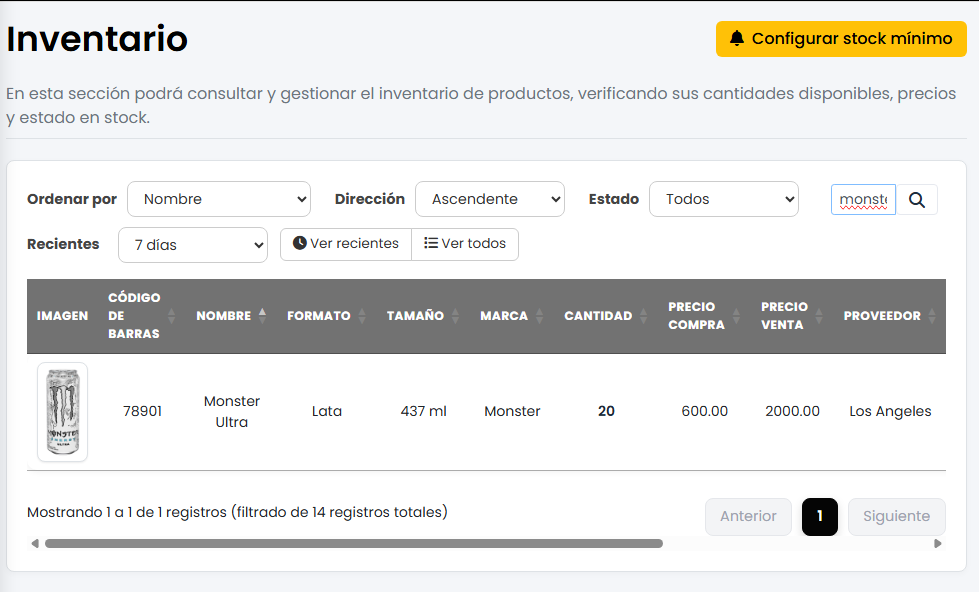 Inventario
Configurar stock mínimo
En esta sección podrá consultar y gestionar el inventario de productos, verificando sus cantidades disponibles, precios
y estado en stock.
Ordenar por Nombre Dirección Ascendente Estado Todos monste
Recientes 7 días Ver recientes Ver todos
IMAGEN CÓDIGO DE BARRAS NOMBRE FORMATO TAMAÑO MARCA CANTIDAD PRECIO COMPRA PRECIO VENTA PROVEEDOR
MONSTER
ENERGY
ULTRA
78901 Monster Ultra Lata 437 ml Monster 20 600.00 2000.00 Los Angeles
Mostrando 1 a 1 de 1 registros (filtrado de 14 registros totales)
Anterior 1 Siguiente